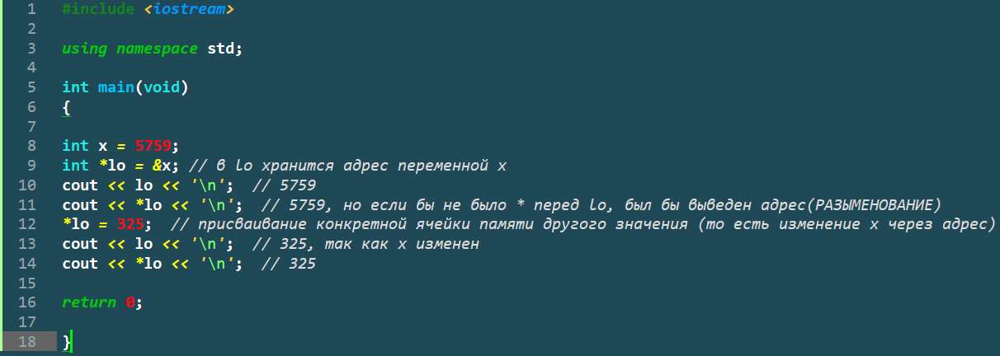 1 #include <iostream>
2
3 using namespace std;
4
5 int main(void)
6 {
7
8 int x = 5759;
9 int *lo = &x; // в lo хранится адрес переменной x
10 cout << lo << '\n';  // 5759
11 cout << *lo << '\n';  // 5759, но если бы не было * перед lo, был бы выведен адрес(РАЗЫМЕНОВАНИЕ)
12 *lo = 325;  // присваивание конкретной ячейки памяти другого значения (то есть изменение x через адрес)
13 cout << lo << '\n';  // 325, так как x изменен
14 cout << *lo << '\n';  // 325
15
16 return 0;
17
18 }